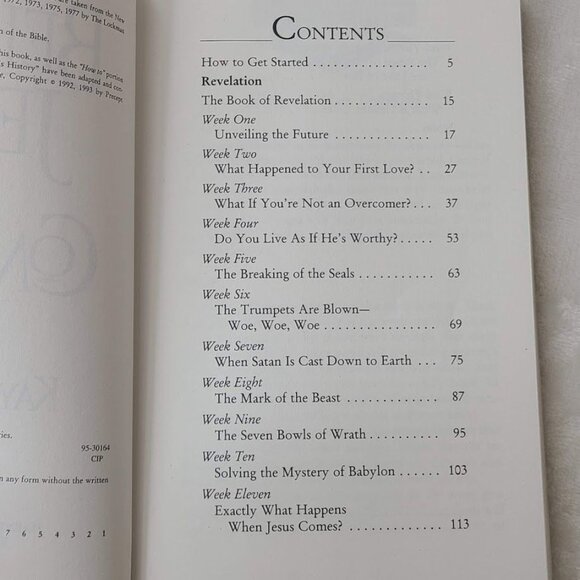 are taken from the New
1972, 1973, 1975, 1977 by The Lockman
of the Bible.
this book, as well as the "How to" portion
's History" have been adapted and con-
Copyright © 1992, 1993 by Precept
ries.
95-30164
CIP
any form without the written
7 6 5 4 3 2 1
CONTENTS
How to Get Started . . . . . . . . . . . . . . . . . 5
Revelation
The Book of Revelation . . . . . . . . . . . . . . 15
Week One
Unveiling the Future . . . . . . . . . . . . . . 17
Week Two
What Happened to Your First Love? . . 27
Week Three
What If You're Not an Overcomer? . . . 37
Week Four
Do You Live As If He's Worthy? . . . . . 53
Week Five
The Breaking of the Seals . . . . . . . . . . . 63
Week Six
The Trumpets Are Blown—
Woe, Woe, Woe . . . . . . . . . . . . . . . . 69
Week Seven
When Satan Is Cast Down to Earth . . . 75
Week Eight
The Mark of the Beast . . . . . . . . . . . . . 87
Week Nine
The Seven Bowls of Wrath . . . . . . . . . . 95
Week Ten
Solving the Mystery of Babylon . . . . . . 103
Week Eleven
Exactly What Happens
When Jesus Comes? . . . . . . . . . . . . . 113